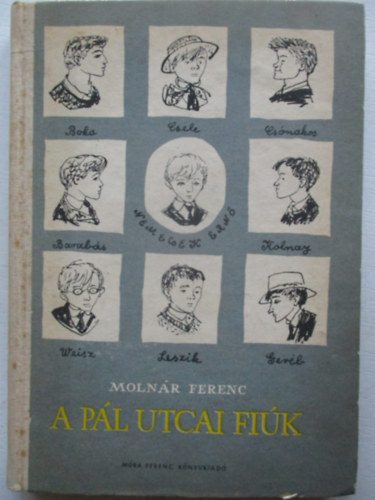 Boka Csele Csónakos
NEMECSEK ERNŐ
Barabás Kolnay
Weisz Leszik Geréb
MOLNÁR FERENC
A PÁL UTCAI FIÚK
MÓRA FERENC KÖNYVKIADÓ